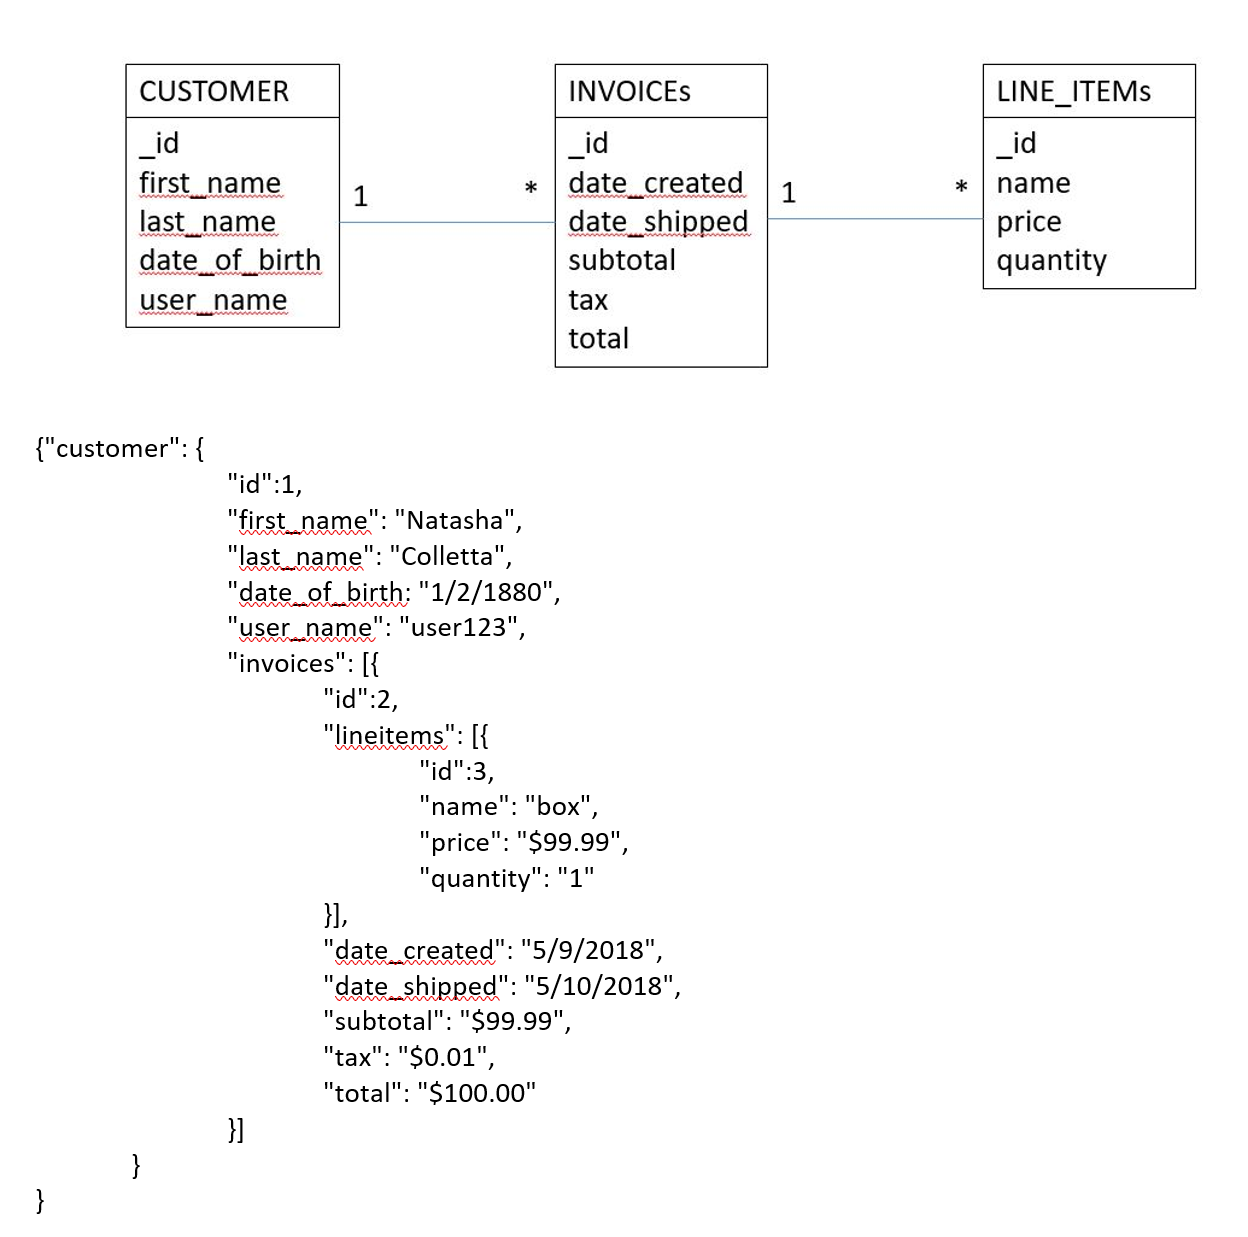 CUSTOMER
_id
first_name
last_name
date_of_birth
user_name
1
*
INVOICEs
_id
date_created
date_shipped
subtotal
tax
total
1
*
LINE_ITEMs
_id
name
price
quantity
{"customer": {
"id":1,
"first_name": "Natasha",
"last_name": "Colletta",
"date_of_birth: "1/2/1880",
"user_name": "user123",
"invoices": [{
"id":2,
"lineitems": [{
"id":3,
"name": "box",
"price": "$99.99",
"quantity": "1"
}],
"date_created": "5/9/2018",
"date_shipped": "5/10/2018",
"subtotal": "$99.99",
"tax": "$0.01",
"total": "$100.00"
}]
}
}